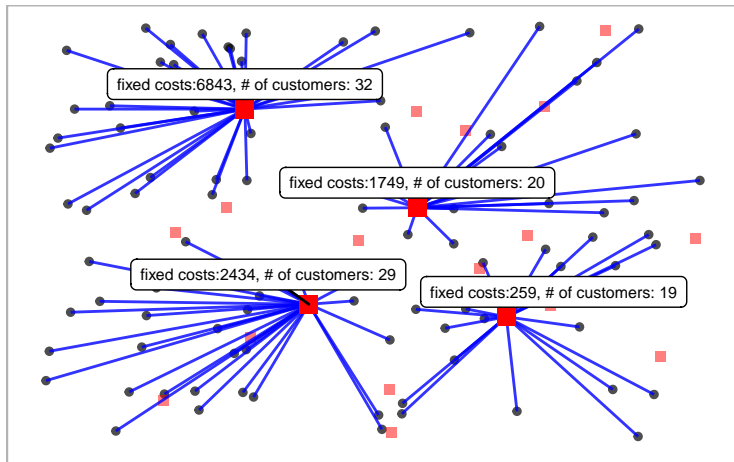 fixed costs:6843, # of customers: 32
fixed costs:1749, # of customers: 20
fixed costs:2434, # of customers: 29
fixed costs:259, # of customers: 19